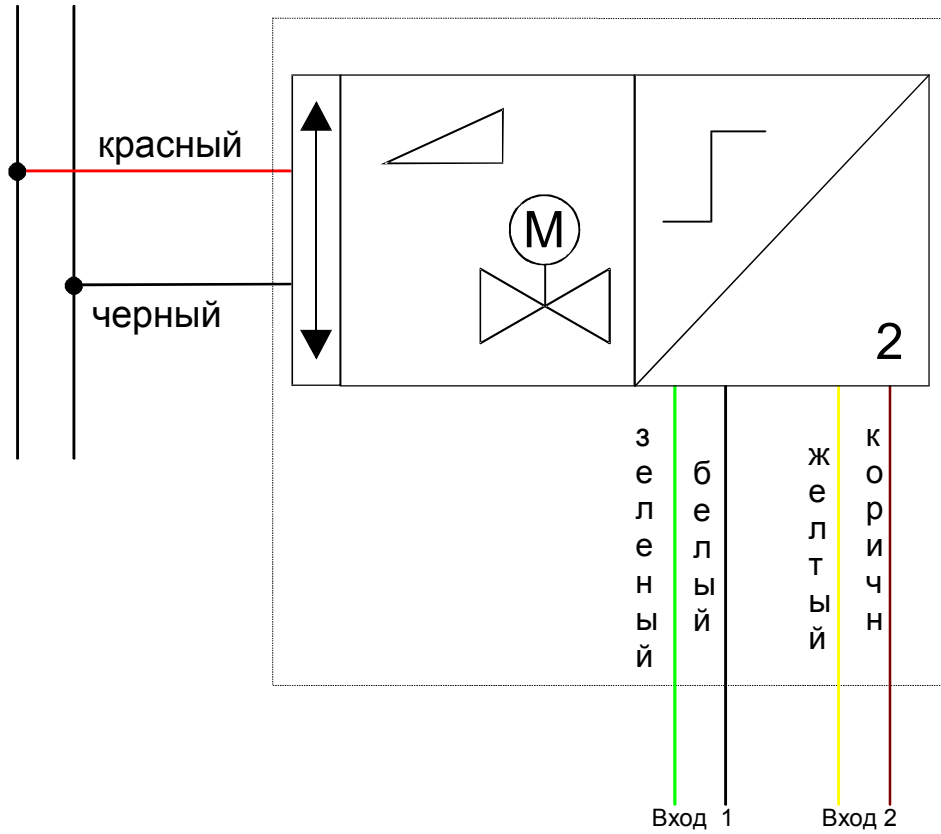 красный
черный
M
2
зеленый
белый
желтый
коричн
Вход 1
Вход 2